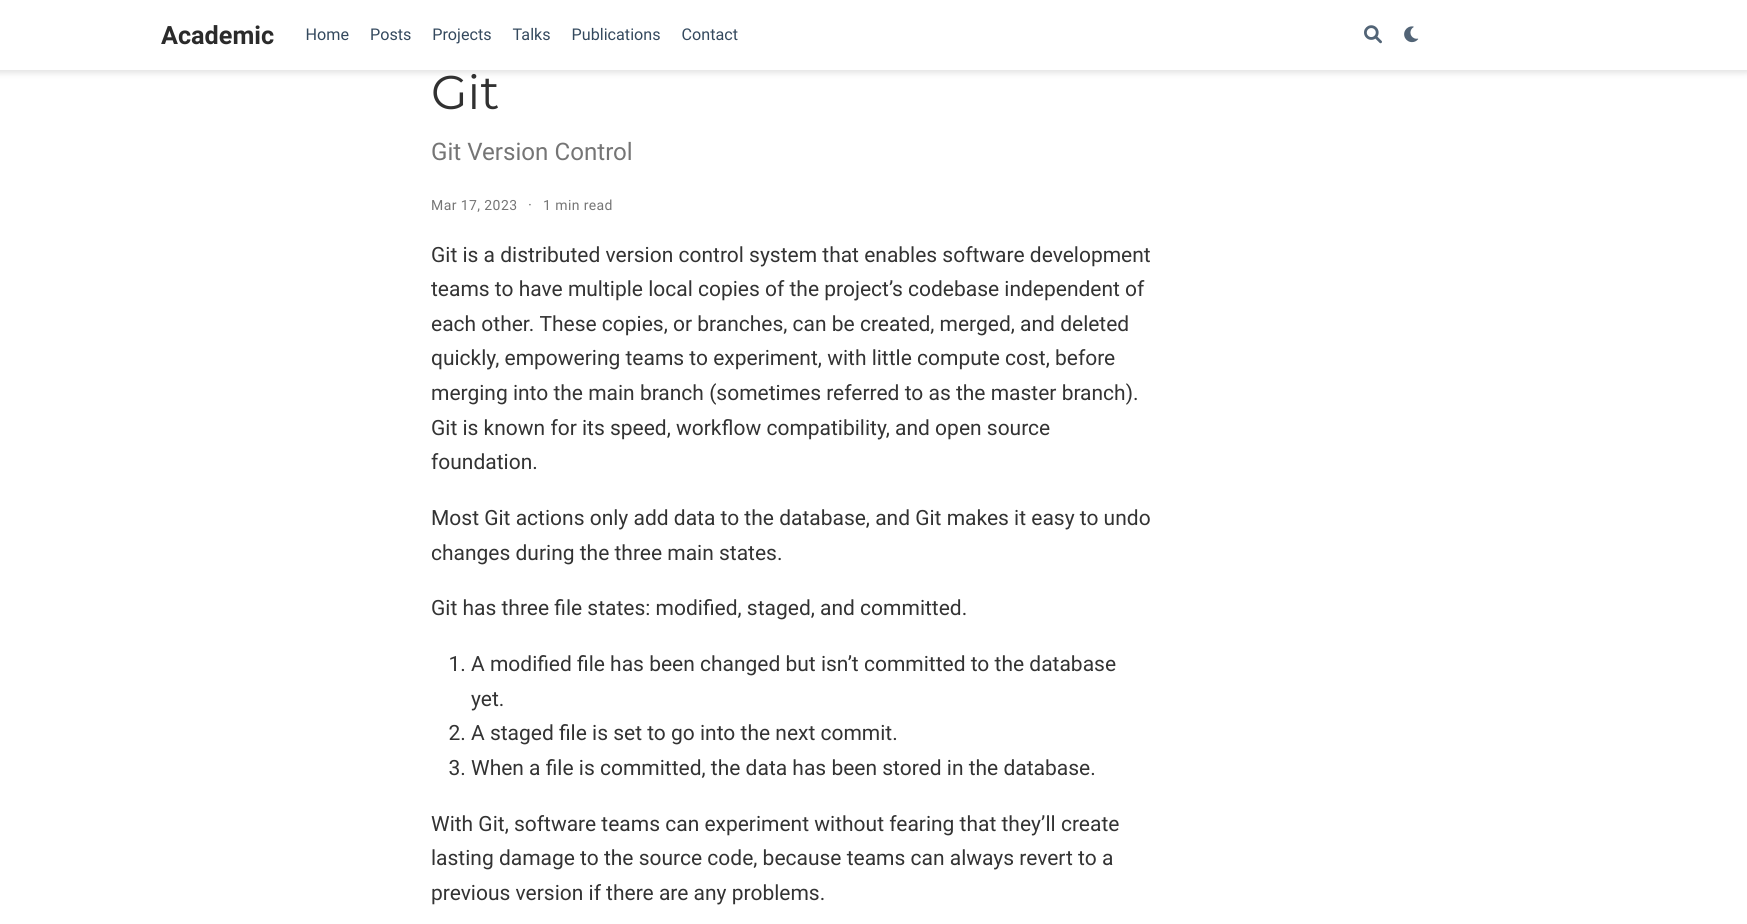 Academic Home Posts Projects Talks Publications Contact
Git
Git Version Control
Mar 17, 2023 · 1 min read
Git is a distributed version control system that enables software development
teams to have multiple local copies of the project’s codebase independent of
each other. These copies, or branches, can be created, merged, and deleted
quickly, empowering teams to experiment, with little compute cost, before
merging into the main branch (sometimes referred to as the master branch).
Git is known for its speed, workflow compatibility, and open source
foundation.
Most Git actions only add data to the database, and Git makes it easy to undo
changes during the three main states.
Git has three file states: modified, staged, and committed.
1. A modified file has been changed but isn’t committed to the database
yet.
2. A staged file is set to go into the next commit.
3. When a file is committed, the data has been stored in the database.
With Git, software teams can experiment without fearing that they’ll create
lasting damage to the source code, because teams can always revert to a
previous version if there are any problems.